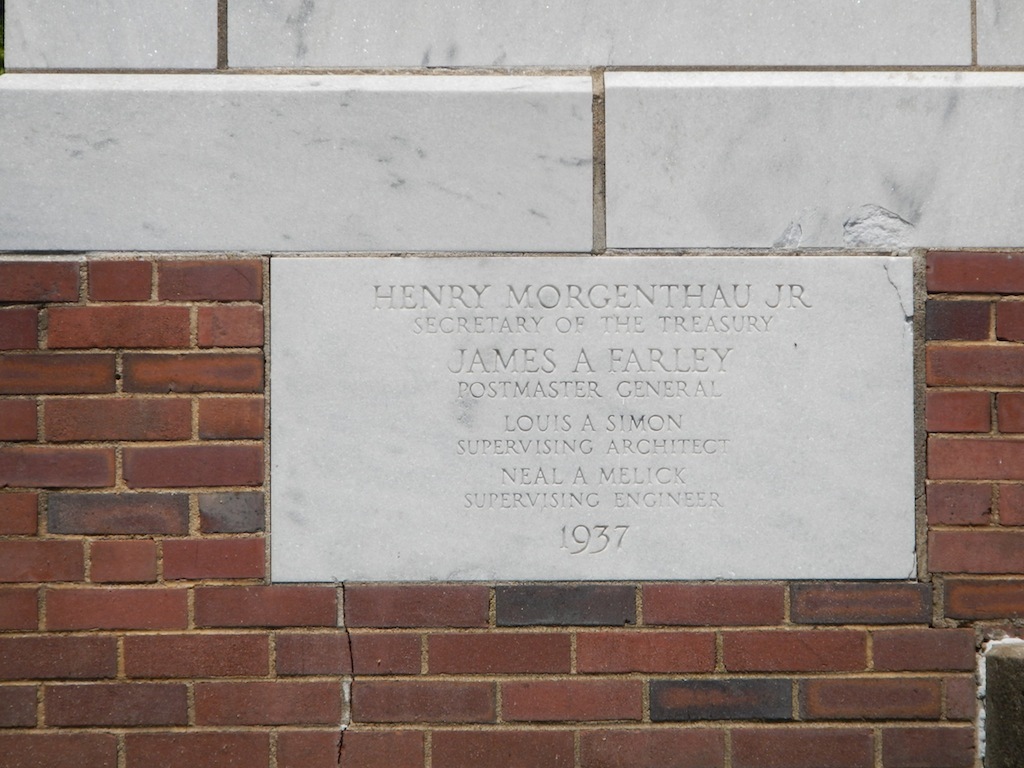 HENRY MORGENTHAU JR
SECRETARY OF THE TREASURY
JAMES A FARLEY
POSTMASTER GENERAL
LOUIS A SIMON
SUPERVISING ARCHITECT
NEAL A MELICK
SUPERVISING ENGINEER
1937